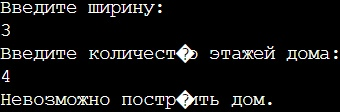 Введите ширину:
3
Введите количест�о этажей дома:
4
Невозможно постр�ить дом.